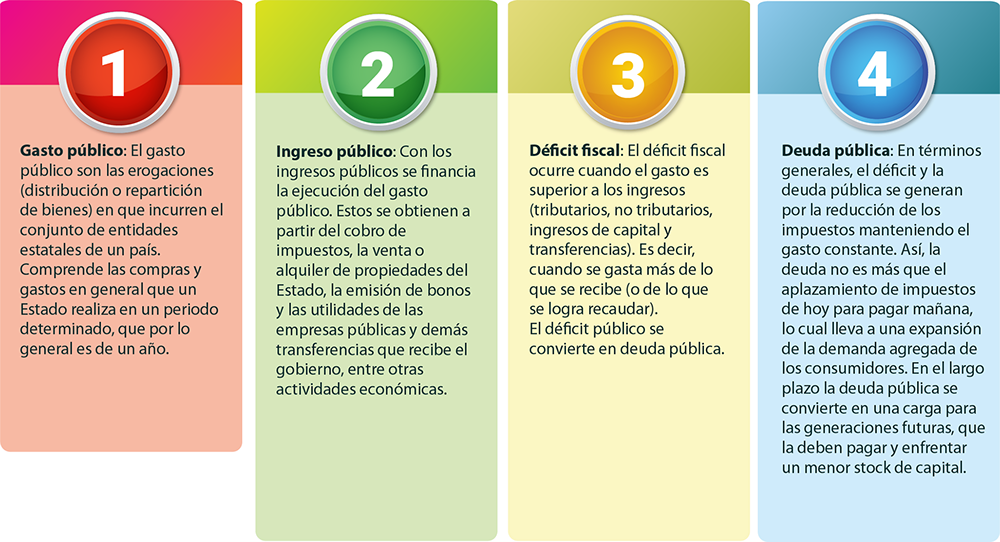 1
Gasto público: El gasto
público son las erogaciones
(distribución o repartición
de bienes) en que incurren el
conjunto de entidades
estatales de un país.
Comprende las compras y
gastos en general que un
Estado realiza en un periodo
determinado, que por lo
general es de un año.
2
Ingreso público: Con los
ingresos públicos se financia
la ejecución del gasto
público. Estos se obtienen a
partir del cobro de
impuestos, la venta o
alquiler de propiedades del
Estado, la emisión de bonos
y las utilidades de las
empresas públicas y demás
transferencias que recibe el
gobierno, entre otras
actividades económicas.
3
Déficit fiscal: El déficit fiscal
ocurre cuando el gasto es
superior a los ingresos
(tributarios, no tributarios,
ingresos de capital y
transferencias). Es decir,
cuando se gasta más de lo
que se recibe (o de lo que
se logra recaudar).
El déficit público se
convierte en deuda pública.
4
Deuda pública: En términos
generales, el déficit y la
deuda pública se generan
por la reducción de los
impuestos manteniendo el
gasto constante. Así, la
deuda no es más que el
aplazamiento de impuestos
de hoy para pagar mañana,
lo cual lleva a una expansión
de la demanda agregada de
los consumidores. En el largo
plazo la deuda pública se
convierte en una carga para
las generaciones futuras, que
la deben pagar y enfrentar
un menor stock de capital.